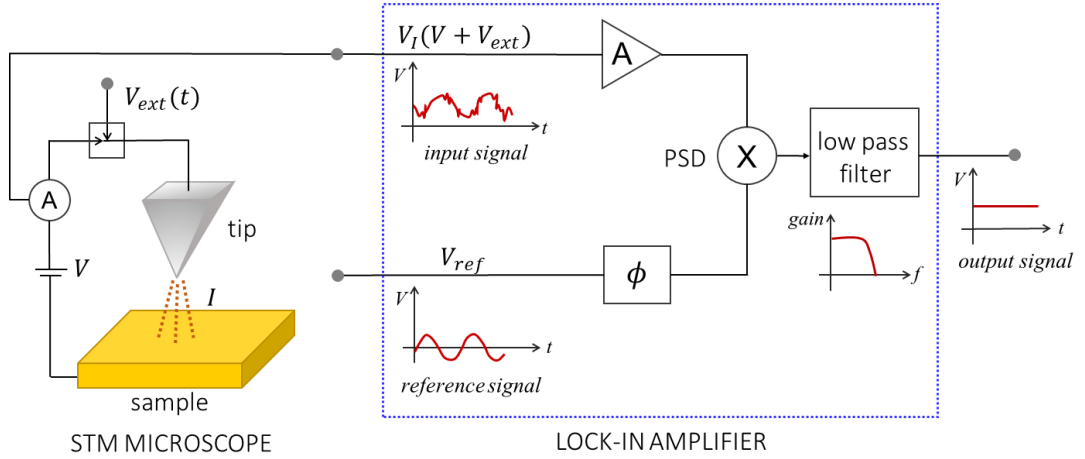 V_I(V + V_ext)
A
V
t
input signal
V_ext(t)
A
tip
V
I
sample
STM MICROSCOPE
V_ref
ϕ
V
t
reference signal
PSD
X
low pass
filter
gain
f
V
t
output signal
LOCK-IN AMPLIFIER